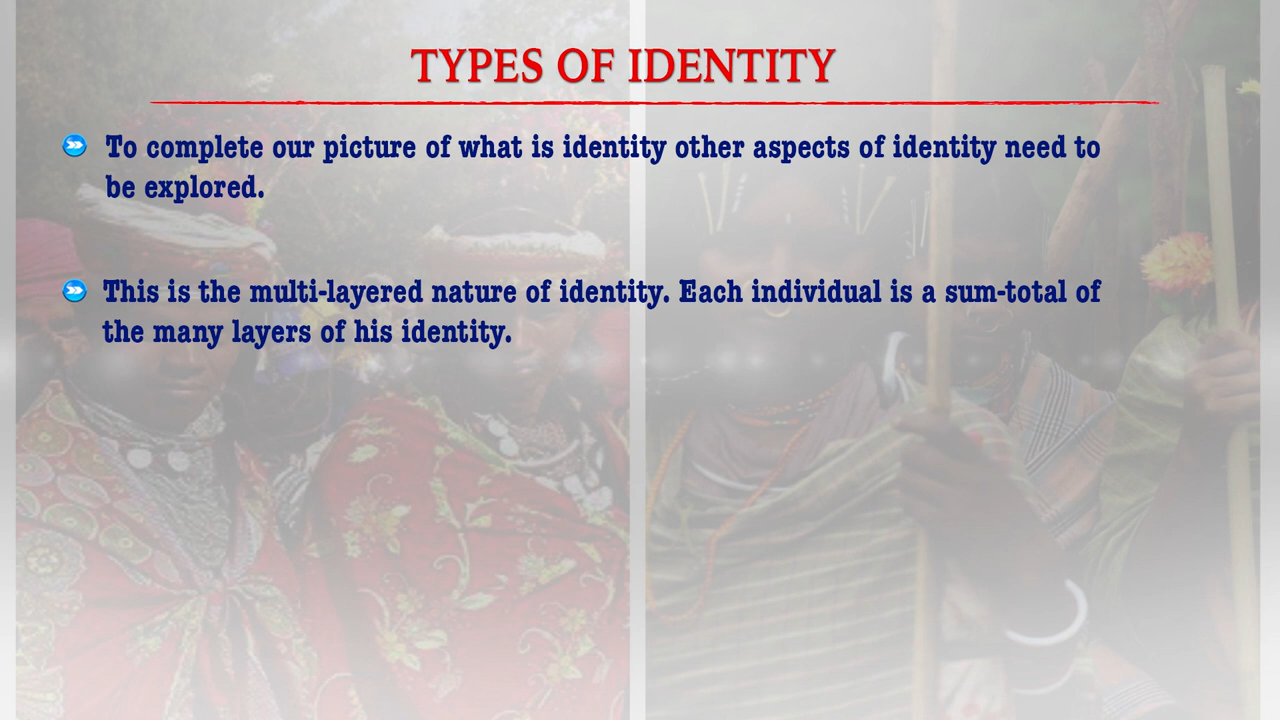 TYPES OF IDENTITY
To complete our picture of what is identity other aspects of identity need to
be explored.
This is the multi-layered nature of identity. Each individual is a sum-total of
the many layers of his identity.